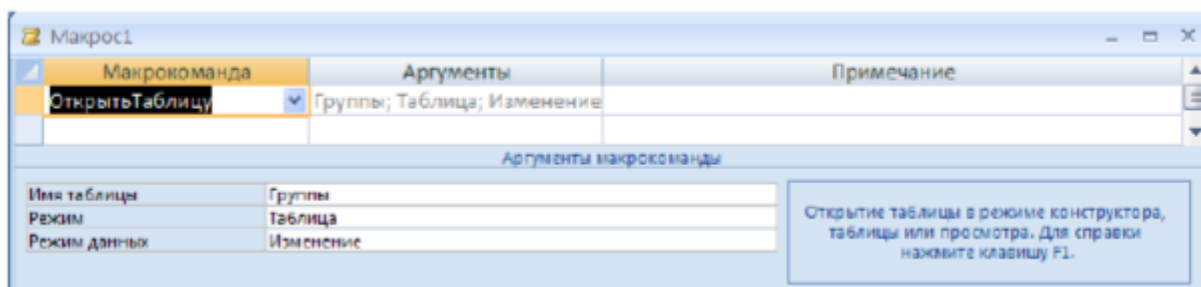 Макрос1
Макрокоманда Аргументы Примечание
ОткрытьТаблицу Группы; Таблица; Изменение
Аргументы макрокоманды
Имя таблицы Группы
Режим Таблица
Режим данных Изменение
Открытие таблицы в режиме конструктора,
таблицы или просмотра. Для справки
нажмите клавишу F1.